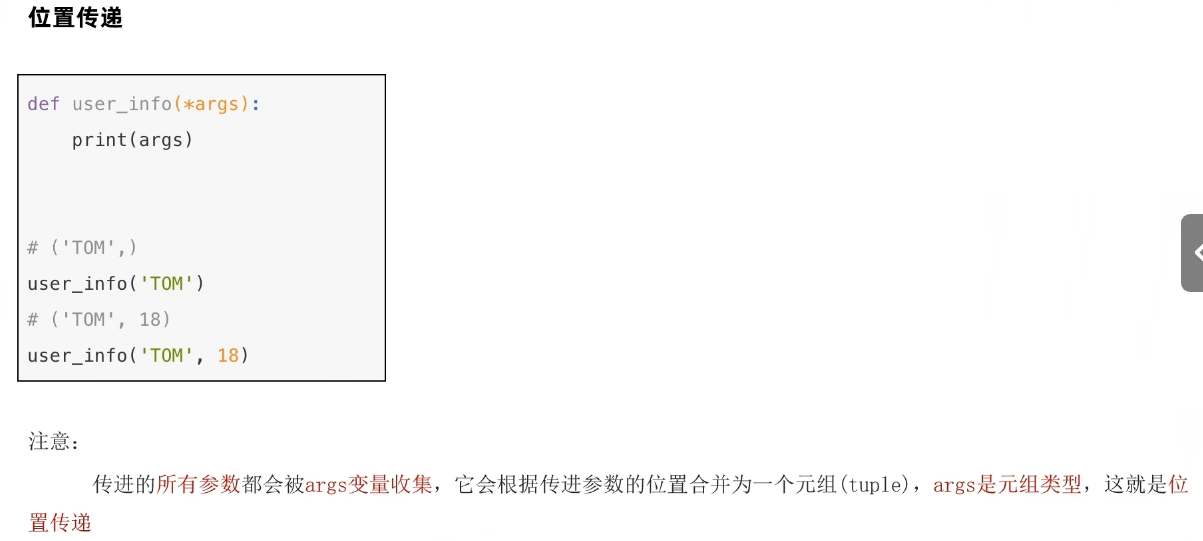 位置传递
def user_info(*args):
    print(args)
# ('TOM',)
user_info('TOM')
# ('TOM', 18)
user_info('TOM', 18)
注意：
传进的所有参数都会被args变量收集，它会根据传进参数的位置合并为一个元组(tuple)，args是元组类型，这就是位
置传递